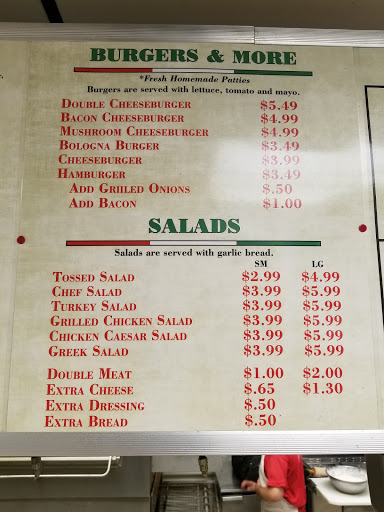 BURGERS & MORE
*Fresh Homemade Patties
Burgers are served with lettuce, tomato and mayo.
DOUBLE CHEESEBURGER $5.49
BACON CHEESEBURGER $4.99
MUSHROOM CHEESEBURGER $4.99
BOLOGNA BURGER $3.49
CHEESEBURGER $3.99
HAMBURGER $3.49
ADD GRILLED ONIONS $.50
ADD BACON $1.00
SALADS
Salads are served with garlic bread.
SM LG
TOSSED SALAD $2.99 $4.99
CHEF SALAD $3.99 $5.99
TURKEY SALAD $3.99 $5.99
GRILLED CHICKEN SALAD $3.99 $5.99
CHICKEN CAESAR SALAD $3.99 $5.99
GREEK SALAD $3.99 $5.99
DOUBLE MEAT $1.00 $2.00
EXTRA CHEESE $.65 $1.30
EXTRA DRESSING $.50
EXTRA BREAD $.50